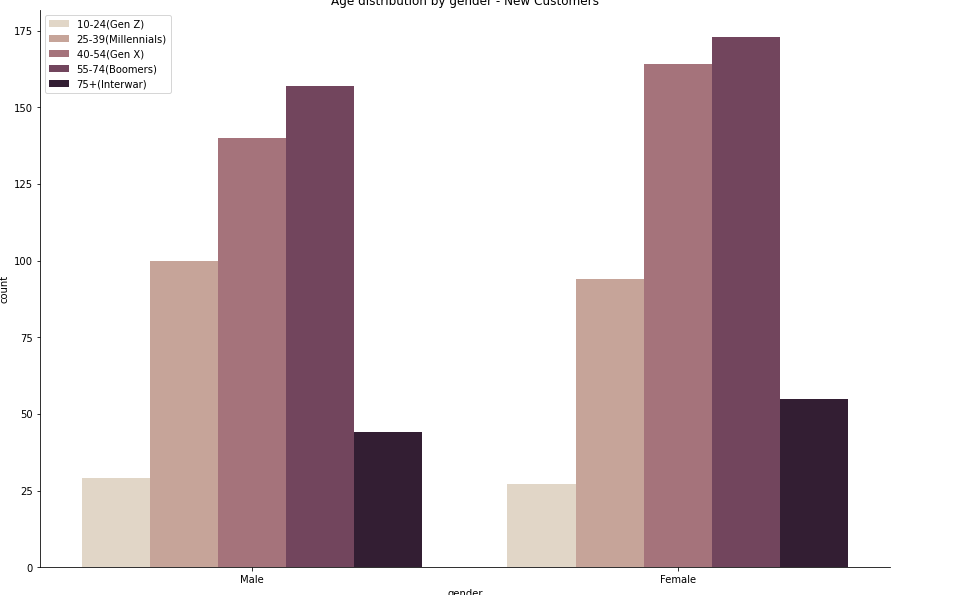 Age distribution by gender - New Customers
10-24(Gen Z)
25-39(Millennials)
40-54(Gen X)
55-74(Boomers)
75+(Interwar)
175
150
125
100
75
50
25
0
count
Male
Female
gender